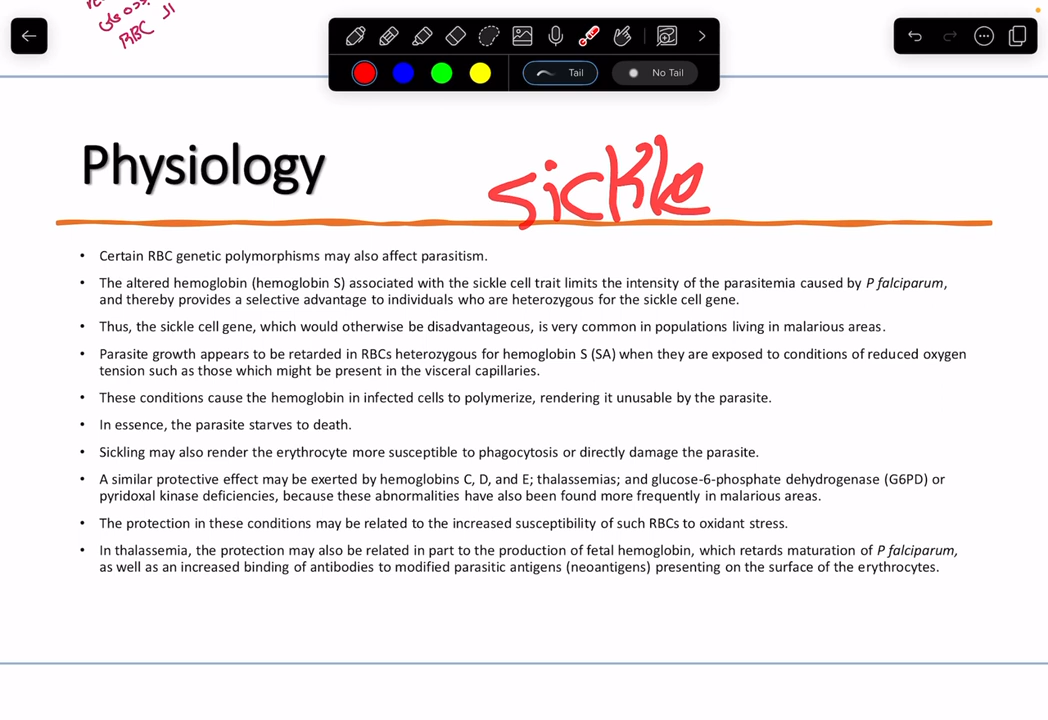 RBC
Tail
No Tail
Physiology
sickle
• Certain RBC genetic polymorphisms may also affect parasitism.
• The altered hemoglobin (hemoglobin S) associated with the sickle cell trait limits the intensity of the parasitemia caused by P falciparum,
and thereby provides a selective advantage to individuals who are heterozygous for the sickle cell gene.
• Thus, the sickle cell gene, which would otherwise be disadvantageous, is very common in populations living in malarious areas.
• Parasite growth appears to be retarded in RBCs heterozygous for hemoglobin S (SA) when they are exposed to conditions of reduced oxygen
tension such as those which might be present in the visceral capillaries.
• These conditions cause the hemoglobin in infected cells to polymerize, rendering it unusable by the parasite.
• In essence, the parasite starves to death.
• Sickling may also render the erythrocyte more susceptible to phagocytosis or directly damage the parasite.
• A similar protective effect may be exerted by hemoglobins C, D, and E; thalassemias; and glucose-6-phosphate dehydrogenase (G6PD) or
pyridoxal kinase deficiencies, because these abnormalities have also been found more frequently in malarious areas.
• The protection in these conditions may be related to the increased susceptibility of such RBCs to oxidant stress.
• In thalassemia, the protection may also be related in part to the production of fetal hemoglobin, which retards maturation of P falciparum,
as well as an increased binding of antibodies to modified parasitic antigens (neoantigens) presenting on the surface of the erythrocytes.